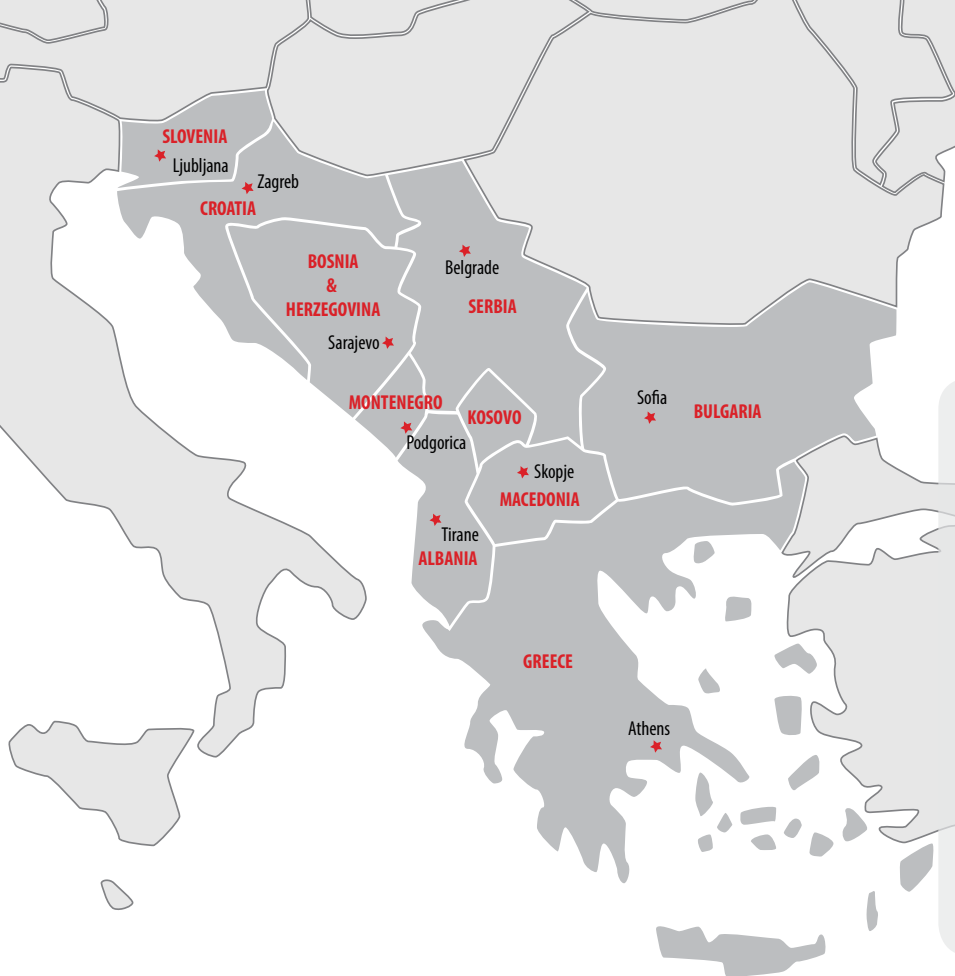 SLOVENIA
Ljubljana
Zagreb
CROATIA
BOSNIA
&
HERZEGOVINA
Belgrade
SERBIA
Sarajevo
MONTENEGRO
KOSOVO
Sofia
BULGARIA
Podgorica
Skopje
MACEDONIA
Tirane
ALBANIA
GREECE
Athens